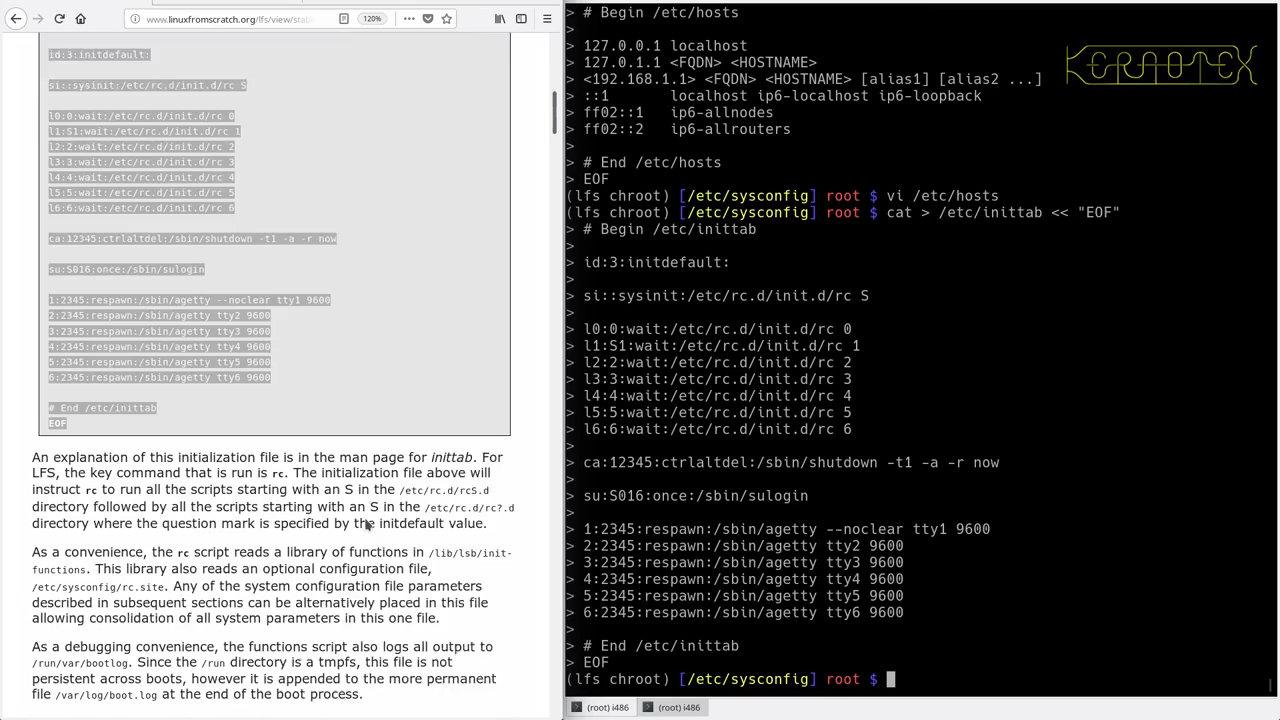 www.linuxfromscratch.org/lfs/view/stab
120%
id:3:initdefault:
si::sysinit:/etc/rc.d/init.d/rc S
l0:0:wait:/etc/rc.d/init.d/rc 0
l1:S1:wait:/etc/rc.d/init.d/rc 1
l2:2:wait:/etc/rc.d/init.d/rc 2
l3:3:wait:/etc/rc.d/init.d/rc 3
l4:4:wait:/etc/rc.d/init.d/rc 4
l5:5:wait:/etc/rc.d/init.d/rc 5
l6:6:wait:/etc/rc.d/init.d/rc 6
ca:12345:ctrlaltdel:/sbin/shutdown -t1 -a -r now
su:S016:once:/sbin/sulogin
1:2345:respawn:/sbin/agetty --noclear tty1 9600
2:2345:respawn:/sbin/agetty tty2 9600
3:2345:respawn:/sbin/agetty tty3 9600
4:2345:respawn:/sbin/agetty tty4 9600
5:2345:respawn:/sbin/agetty tty5 9600
6:2345:respawn:/sbin/agetty tty6 9600
# End /etc/inittab
EOF
An explanation of this initialization file is in the man page for inittab. For
LFS, the key command that is run is rc. The initialization file above will
instruct rc to run all the scripts starting with an S in the /etc/rc.d/rcS.d
directory followed by all the scripts starting with an S in the /etc/rc.d/rc?.d
directory where the question mark is specified by the initdefault value.
As a convenience, the rc script reads a library of functions in /lib/lsb/init-
functions. This library also reads an optional configuration file,
/etc/sysconfig/rc.site. Any of the system configuration file parameters
described in subsequent sections can be alternatively placed in this file
allowing consolidation of all system parameters in this one file.
As a debugging convenience, the functions script also logs all output to
/run/var/bootlog. Since the /run directory is a tmpfs, this file is not
persistent across boots, however it is appended to the more permanent
file /var/log/boot.log at the end of the boot process.
> # Begin /etc/hosts
>
> 127.0.0.1 localhost
> 127.0.1.1 <FQDN> <HOSTNAME>
> <192.168.1.1> <FQDN> <HOSTNAME> [alias1] [alias2 ...]
> ::1       localhost ip6-localhost ip6-loopback
> ff02::1   ip6-allnodes
> ff02::2   ip6-allrouters
>
> # End /etc/hosts
> EOF
(lfs chroot) [/etc/sysconfig] root $ vi /etc/hosts
(lfs chroot) [/etc/sysconfig] root $ cat > /etc/inittab << "EOF"
> # Begin /etc/inittab
>
> id:3:initdefault:
>
> si::sysinit:/etc/rc.d/init.d/rc S
>
> l0:0:wait:/etc/rc.d/init.d/rc 0
> l1:S1:wait:/etc/rc.d/init.d/rc 1
> l2:2:wait:/etc/rc.d/init.d/rc 2
> l3:3:wait:/etc/rc.d/init.d/rc 3
> l4:4:wait:/etc/rc.d/init.d/rc 4
> l5:5:wait:/etc/rc.d/init.d/rc 5
> l6:6:wait:/etc/rc.d/init.d/rc 6
>
> ca:12345:ctrlaltdel:/sbin/shutdown -t1 -a -r now
>
> su:S016:once:/sbin/sulogin
>
> 1:2345:respawn:/sbin/agetty --noclear tty1 9600
> 2:2345:respawn:/sbin/agetty tty2 9600
> 3:2345:respawn:/sbin/agetty tty3 9600
> 4:2345:respawn:/sbin/agetty tty4 9600
> 5:2345:respawn:/sbin/agetty tty5 9600
> 6:2345:respawn:/sbin/agetty tty6 9600
>
> # End /etc/inittab
> EOF
(lfs chroot) [/etc/sysconfig] root $
(root) i486
(root) i486